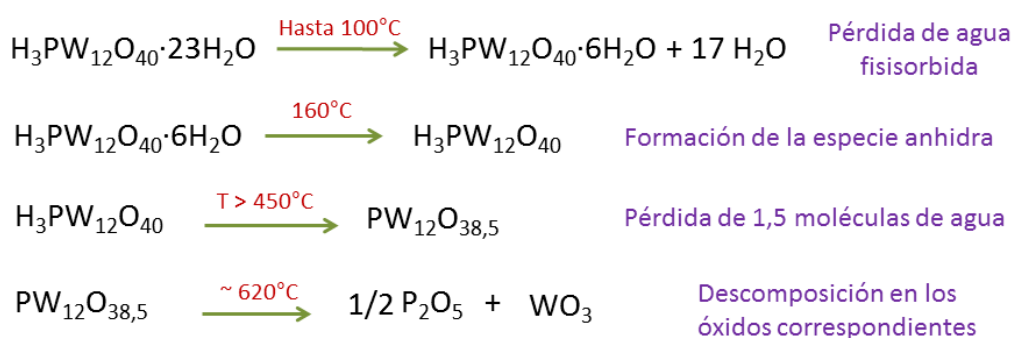 H₃PW₁₂O₄₀·23H₂O Hasta 100°C H₃PW₁₂O₄₀·6H₂O + 17 H₂O Pérdida de agua
fisisorbida
H₃PW₁₂O₄₀·6H₂O 160°C H₃PW₁₂O₄₀ Formación de la especie anhidra
H₃PW₁₂O₄₀ T > 450°C PW₁₂O₃₈,₅ Pérdida de 1,5 moléculas de agua
PW₁₂O₃₈,₅ ~ 620°C 1/2 P₂O₅ + WO₃ Descomposición en los
óxidos correspondientes